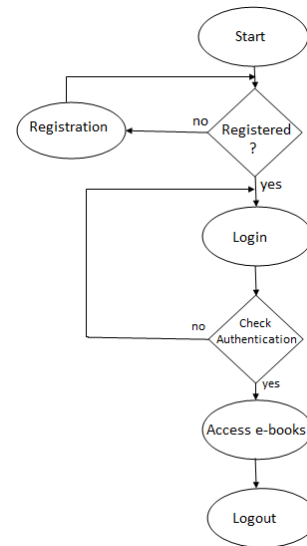 Start
no
Registration
Registered
?
yes
Login
no
Check
Authentication
yes
Access e-books
Logout